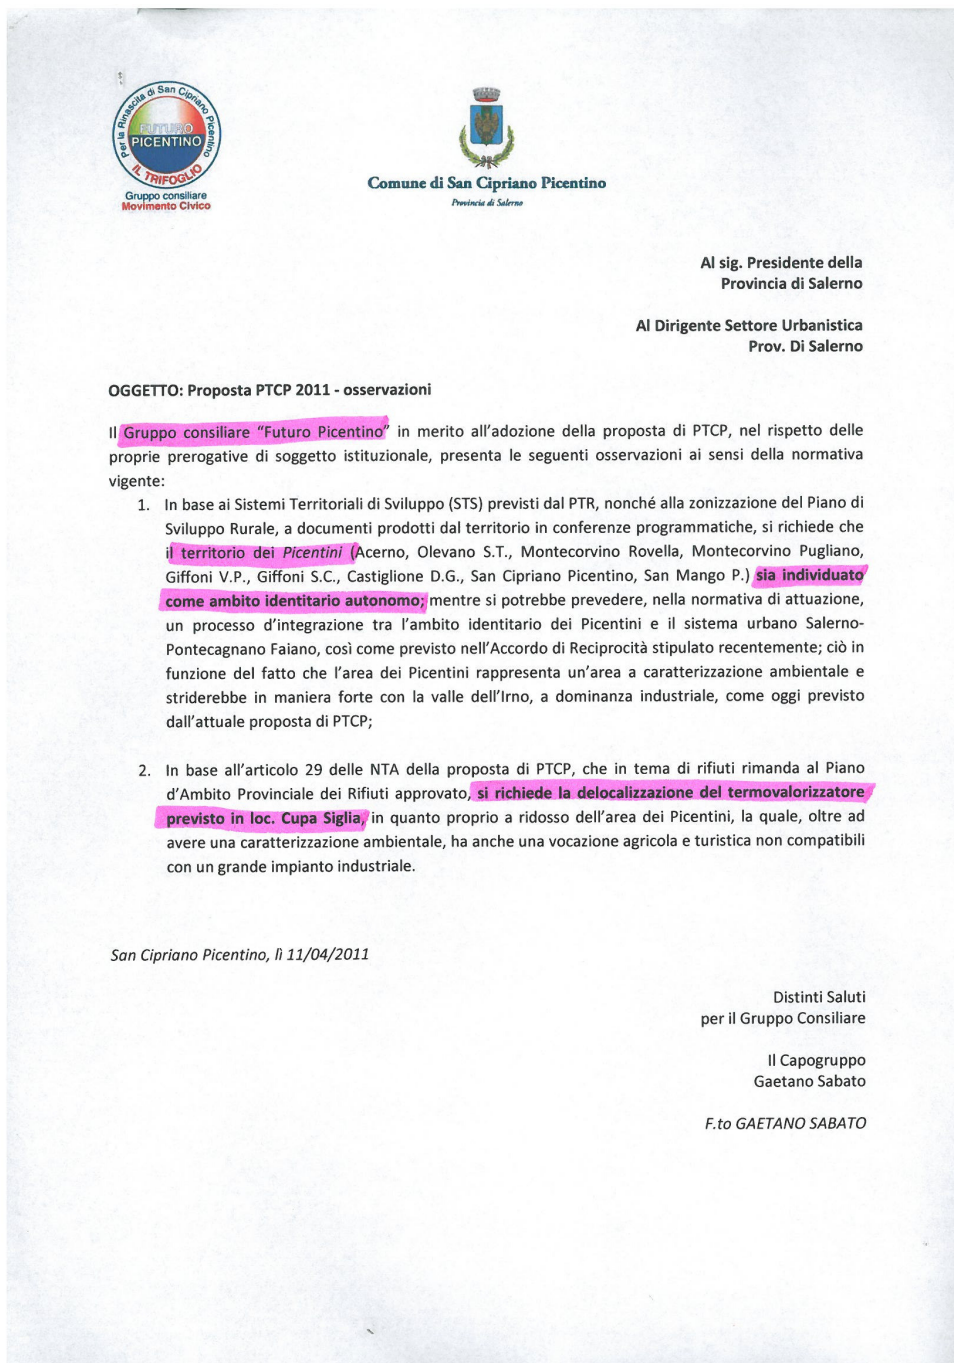 Per la Rinascita di San Cipriano Picentino
FUTURO
PICENTINO
IL TRIFOGLIO
Gruppo consiliare
Movimento Civico
Comune di San Cipriano Picentino
Provincia di Salerno
Al sig. Presidente della
Provincia di Salerno
Al Dirigente Settore Urbanistica
Prov. Di Salerno
OGGETTO: Proposta PTCP 2011 - osservazioni
Il Gruppo consiliare “Futuro Picentino” in merito all’adozione della proposta di PTCP, nel rispetto delle
proprie prerogative di soggetto istituzionale, presenta le seguenti osservazioni ai sensi della normativa
vigente:
1. In base ai Sistemi Territoriali di Sviluppo (STS) previsti dal PTR, nonché alla zonizzazione del Piano di
Sviluppo Rurale, a documenti prodotti dal territorio in conferenze programmatiche, si richiede che
il territorio dei Picentini (Acerno, Olevano S.T., Montecorvino Rovella, Montecorvino Pugliano,
Giffoni V.P., Giffoni S.C., Castiglione D.G., San Cipriano Picentino, San Mango P.) sia individuato
come ambito identitario autonomo; mentre si potrebbe prevedere, nella normativa di attuazione,
un processo d’integrazione tra l’ambito identitario dei Picentini e il sistema urbano Salerno-
Pontecagnano Faiano, così come previsto nell’Accordo di Reciprocità stipulato recentemente; ciò in
funzione del fatto che l’area dei Picentini rappresenta un’area a caratterizzazione ambientale e
striderebbe in maniera forte con la valle dell’Irno, a dominanza industriale, come oggi previsto
dall’attuale proposta di PTCP;
2. In base all’articolo 29 delle NTA della proposta di PTCP, che in tema di rifiuti rimanda al Piano
d’Ambito Provinciale dei Rifiuti approvato, si richiede la delocalizzazione del termovalorizzatore
previsto in loc. Cupa Siglia, in quanto proprio a ridosso dell’area dei Picentini, la quale, oltre ad
avere una caratterizzazione ambientale, ha anche una vocazione agricola e turistica non compatibili
con un grande impianto industriale.
San Cipriano Picentino, lì 11/04/2011
Distinti Saluti
per il Gruppo Consiliare
Il Capogruppo
Gaetano Sabato
F.to GAETANO SABATO